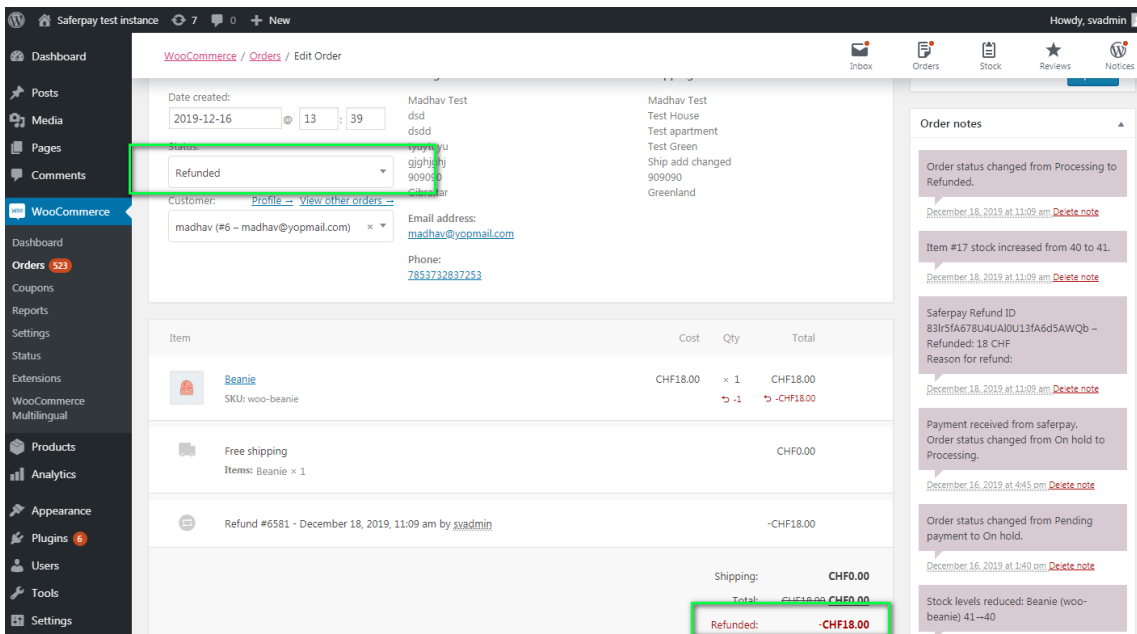 Saferpay test instance 7 0 + New Howdy, svadmin
Dashboard
Posts
Media
Pages
Comments
WooCommerce
Dashboard
Orders 523
Coupons
Reports
Settings
Status
Extensions
WooCommerce
Multilingual
Products
Analytics
Appearance
Plugins 6
Users
Tools
Settings
WooCommerce / Orders / Edit Order
Inbox Orders Stock Reviews Notices
Date created:
2019-12-16 @ 13 : 39
Status:
Refunded
Customer: Profile → View other orders →
madhav (#6 – madhav@yopmail.com) ×
Madhav Test
dsd
dsdd
909090
Gibraltar
Email address:
madhav@yopmail.com
Phone:
7853732837253
Madhav Test
Test House
Test apartment
Test Green
Ship add changed
909090
Greenland
Item Cost Qty Total
Beanie CHF18.00 × 1 CHF18.00
SKU: woo-beanie -1 -CHF18.00
Free shipping CHF0.00
Items: Beanie × 1
Refund #6581 - December 18, 2019, 11:09 am by svadmin -CHF18.00
Shipping: CHF0.00
Total: CHF18.00 CHF0.00
Refunded: -CHF18.00
Order notes
Order status changed from Processing to
Refunded.
December 18, 2019 at 11:09 am Delete note
Item #17 stock increased from 40 to 41.
December 18, 2019 at 11:09 am Delete note
Saferpay Refund ID
83lr5fA678U4UAl0U13fA6d5AWQb –
Refunded: 18 CHF
Reason for refund:
December 18, 2019 at 11:09 am Delete note
Payment received from saferpay.
Order status changed from On hold to
Processing.
December 16, 2019 at 4:45 pm Delete note
Order status changed from Pending
payment to On hold.
December 16, 2019 at 1:40 pm Delete note
Stock levels reduced: Beanie (woo-
beanie) 41→40